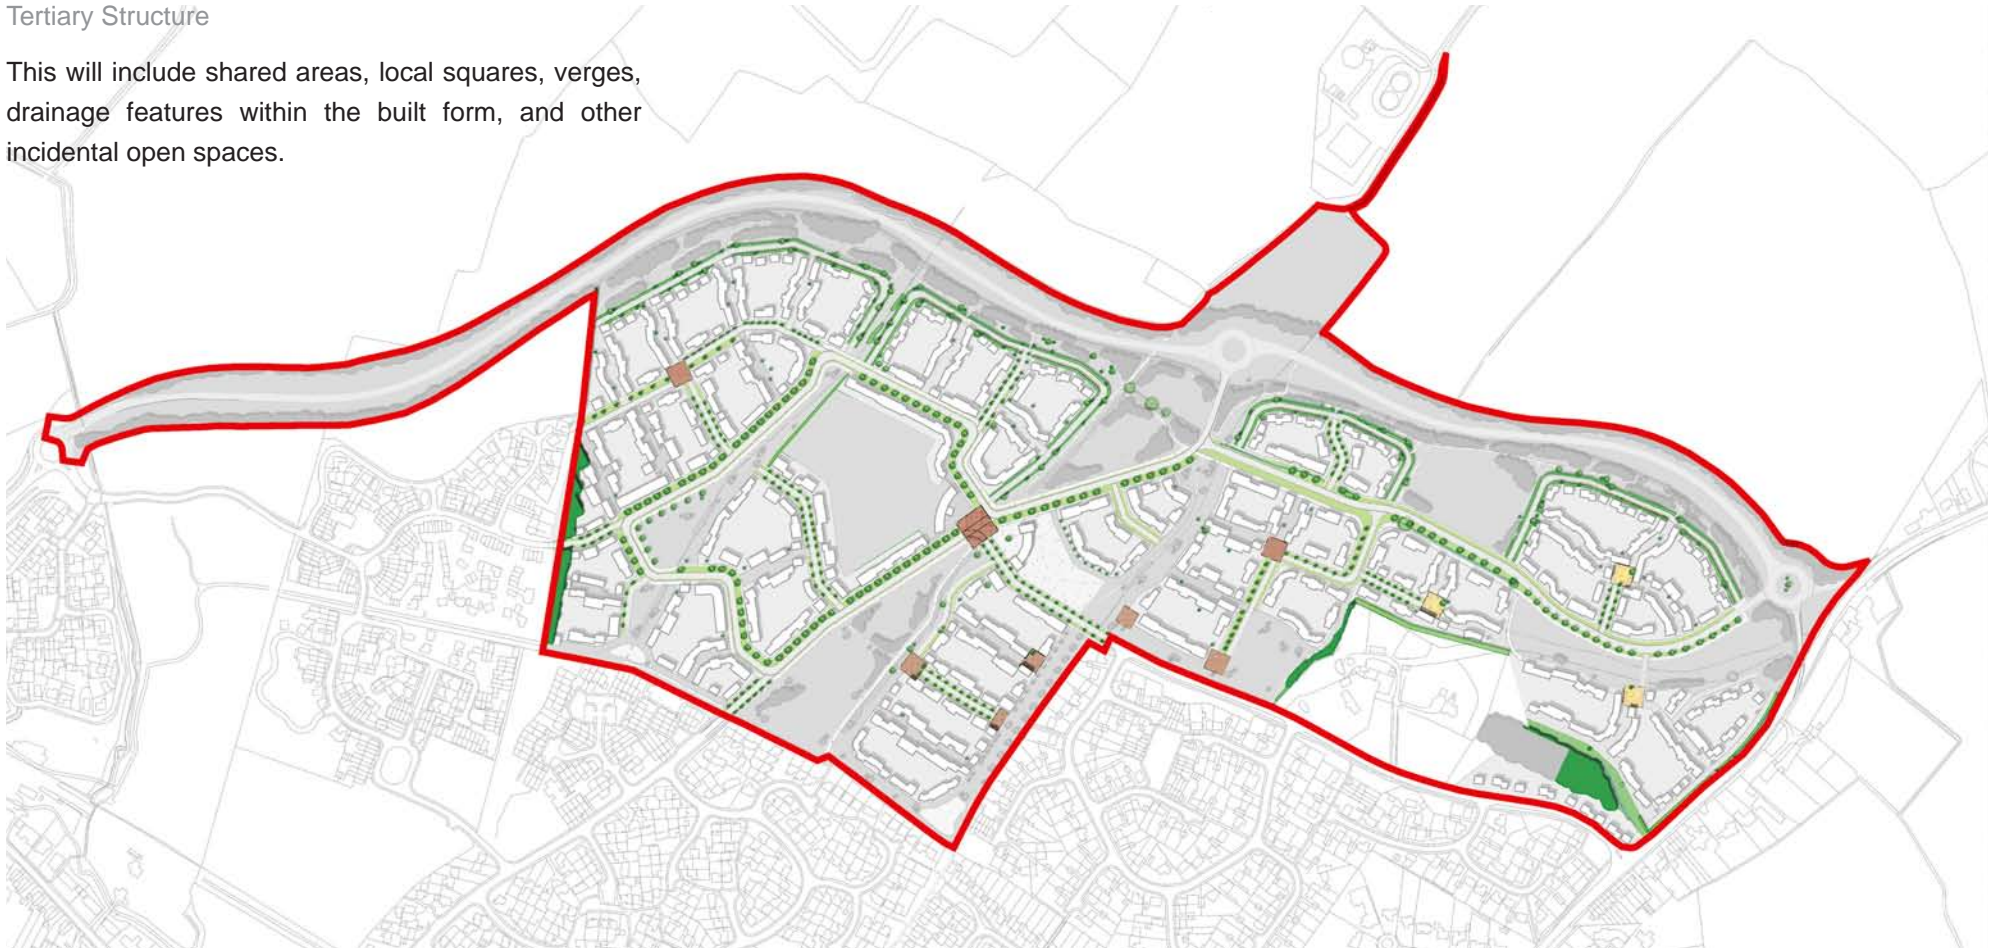 Tertiary Structure
This will include shared areas, local squares, verges,
drainage features within the built form, and other
incidental open spaces.